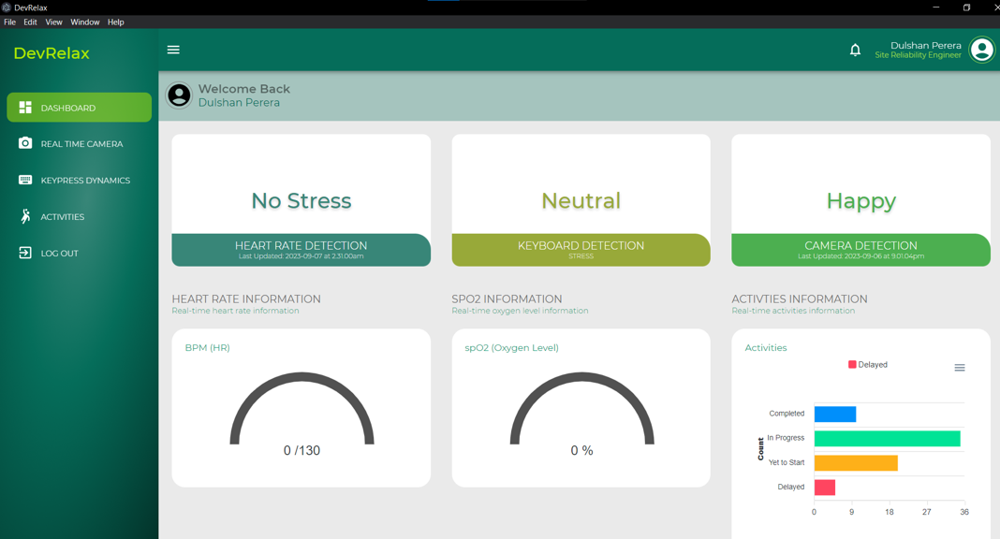 DevRelax
File Edit View Window Help
DevRelax
Dulshan Perera
Site Reliability Engineer
Welcome Back
Dulshan Perera
DASHBOARD
REAL TIME CAMERA
KEYPRESS DYNAMICS
ACTIVITIES
LOG OUT
No Stress
HEART RATE DETECTION
Last Updated: 2023-09-07 at 2.31.00am
Neutral
KEYBOARD DETECTION
STRESS
Happy
CAMERA DETECTION
Last Updated: 2023-09-06 at 9.01.04pm
HEART RATE INFORMATION
Real-time heart rate information
SPO2 INFORMATION
Real-time oxygen level information
ACTIVTIES INFORMATION
Real-time activities information
BPM (HR)
0 /130
spO2 (Oxygen Level)
0 %
Activities
Delayed
Count
Completed
In Progress
Yet to Start
Delayed
0 9 18 27 36